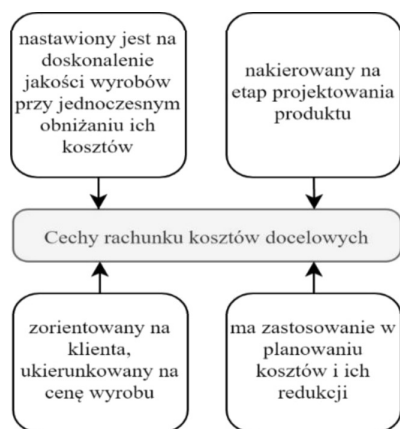 nastawiony jest na
doskonalenie
jakości wyrobów
przy jednoczesnym
obniżaniu ich
kosztów
nakierowany na
etap projektowania
produktu
Cechy rachunku kosztów docelowych
zorientowany na
klienta,
ukierunkowany na
cenę wyrobu
ma zastosowanie w
planowaniu
kosztów i ich
redukcji